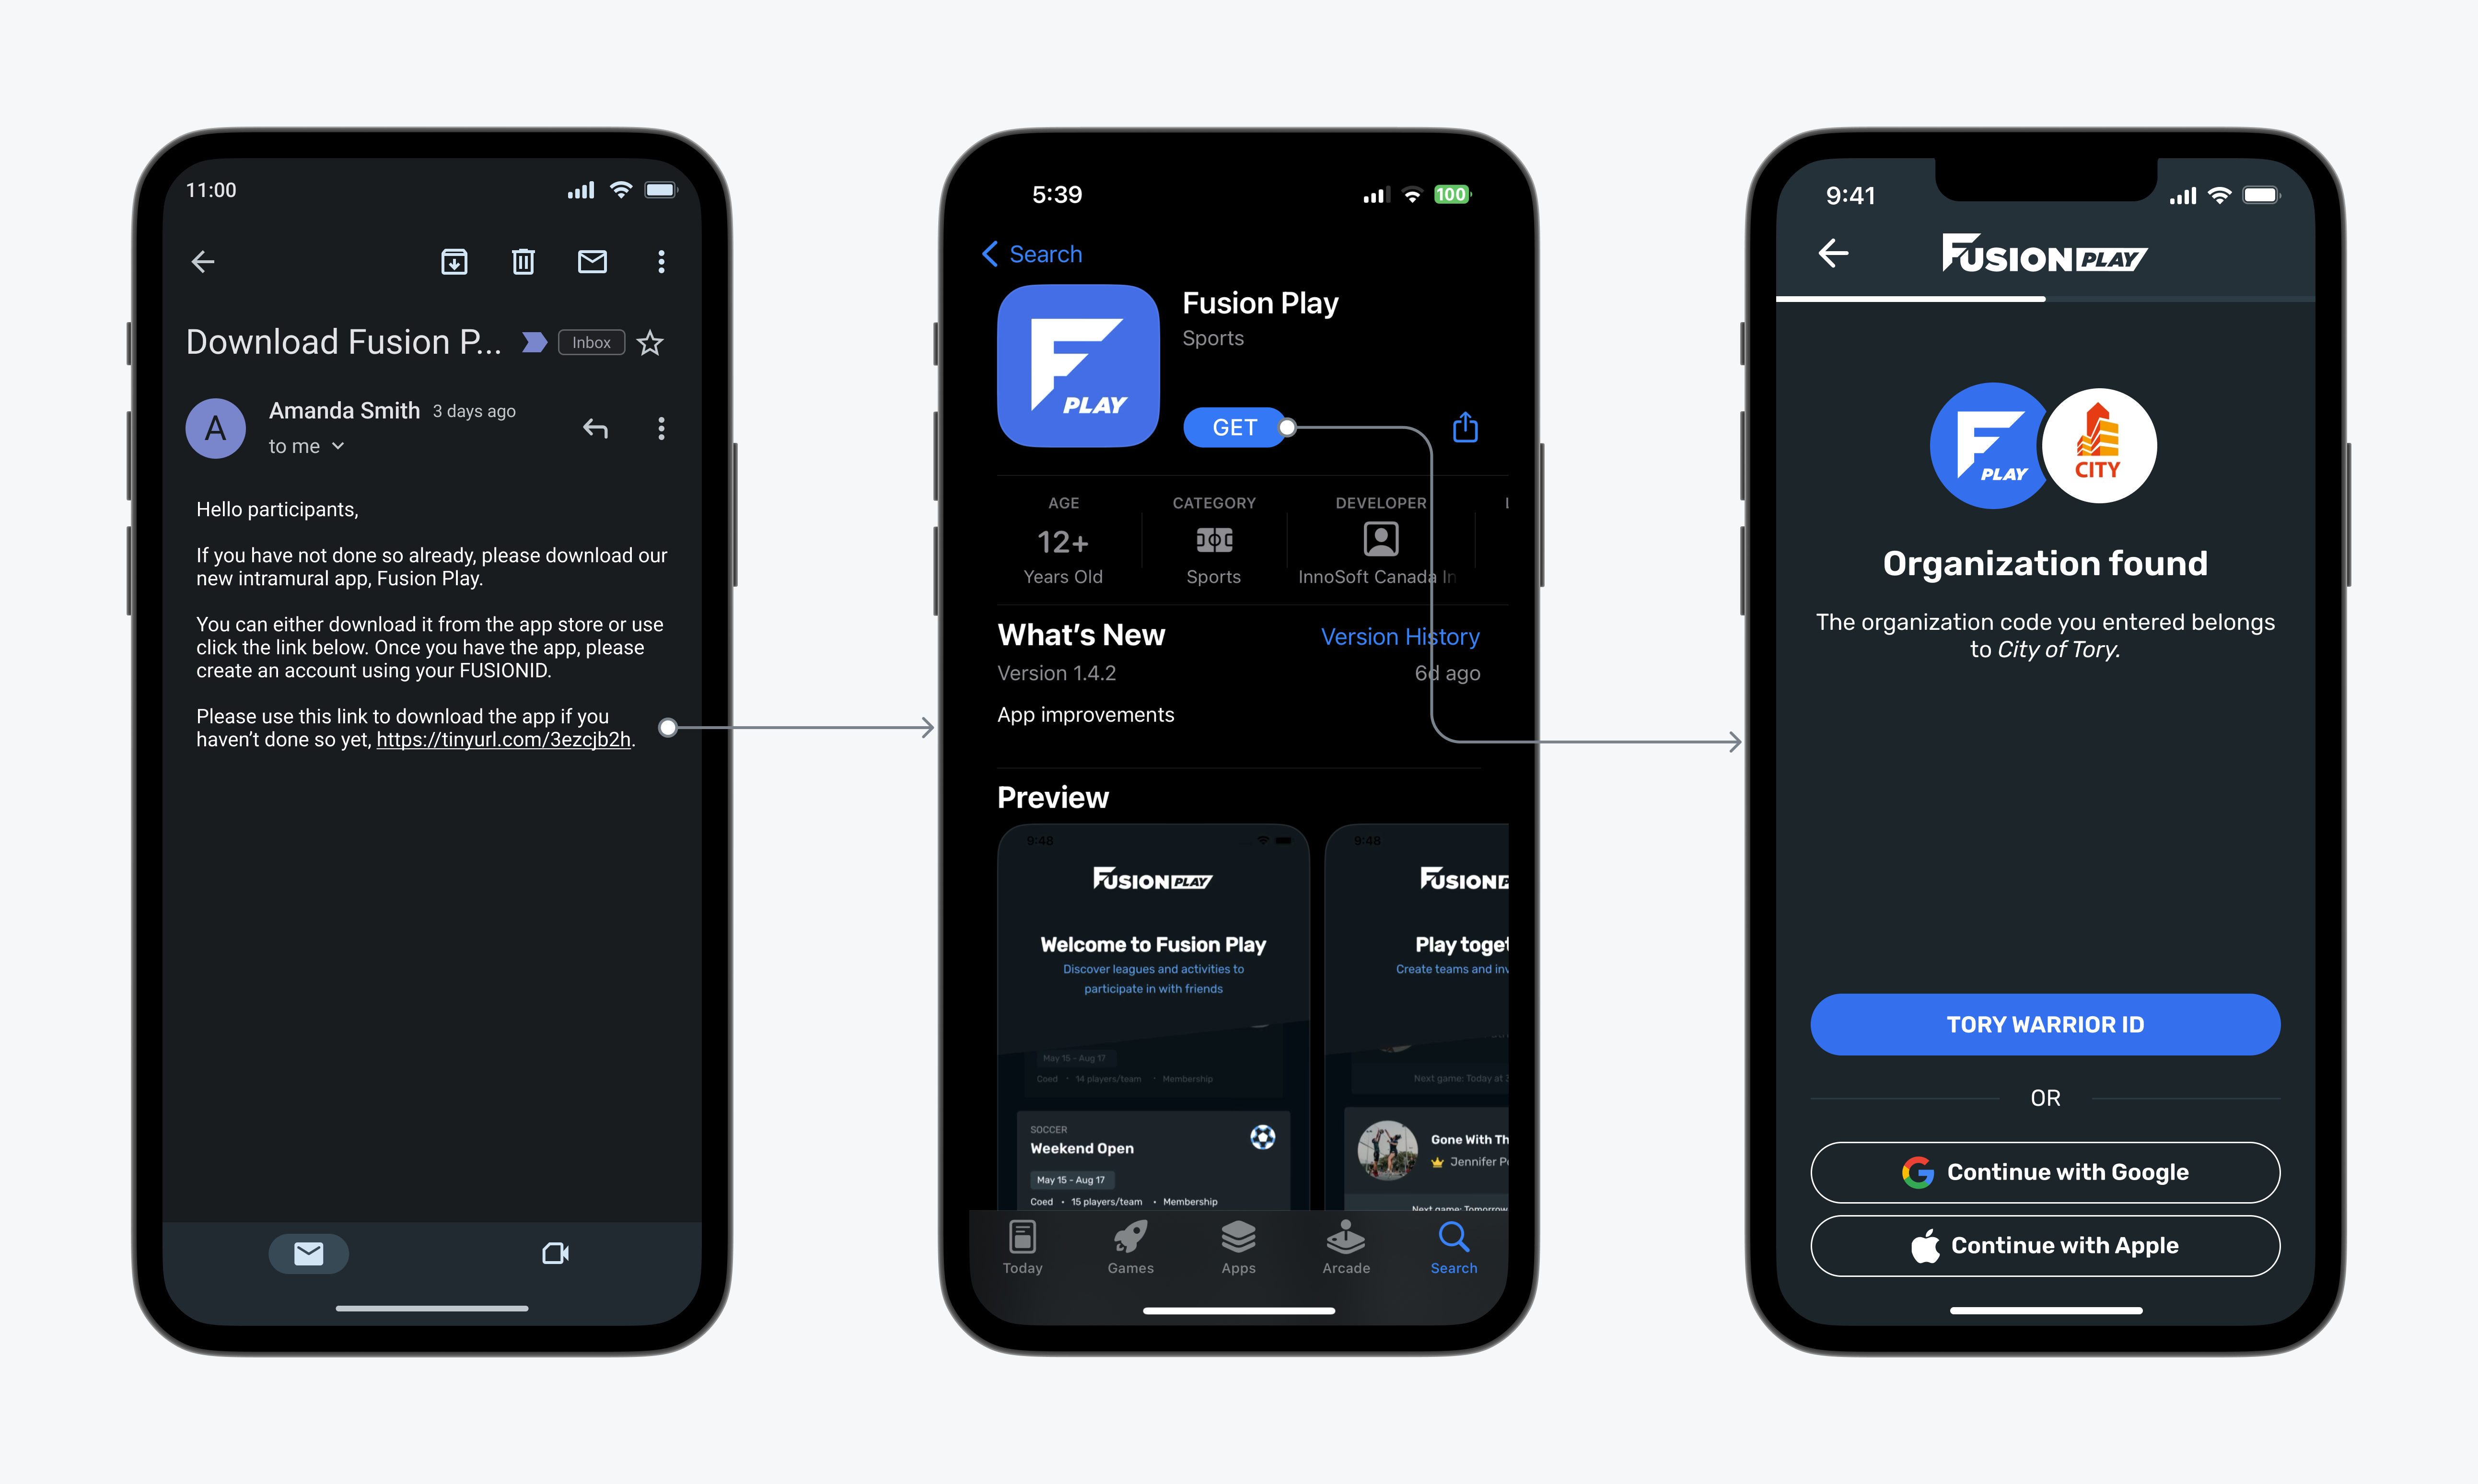 11:00
Download Fusion P...
Inbox
A
Amanda Smith 3 days ago
to me
Hello participants,
If you have not done so already, please download our
new intramural app, Fusion Play.
You can either download it from the app store or use
click the link below. Once you have the app, please
create an account using your FUSIONID.
Please use this link to download the app if you
haven't done so yet, https://tinyurl.com/3ezcjb2h.
5:39
100
Search
F PLAY
Fusion Play
Sports
GET
AGE
12+
Years Old
CATEGORY
Sports
DEVELOPER
InnoSoft Canada In
What's New
Version History
Version 1.4.2
6d ago
App improvements
Preview
9:48
FUSION PLAY
Welcome to Fusion Play
Discover leagues and activities to
participate in with friends
May 15 - Aug 17
Coed • 14 players/team • Membership
SOCCER
Weekend Open
May 15 - Aug 17
Coed • 15 players/team • Membership
9:48
FUSION P
Play toget
Create teams and inv
Next game: Today at
Gone With Th
Jennifer P
Next game: Tomorrow
Today
Games
Apps
Arcade
Search
9:41
FUSION PLAY
F PLAY
CITY
Organization found
The organization code you entered belongs
to City of Tory.
TORY WARRIOR ID
OR
Continue with Google
Continue with Apple